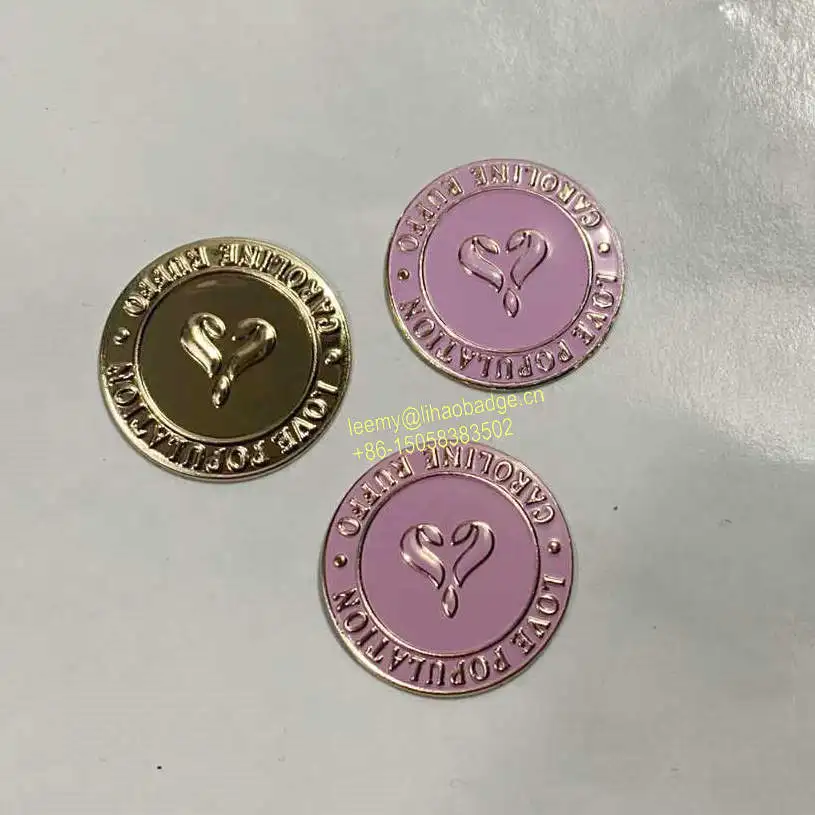 CAROLINE RUFFO • LOVE POPULATION •
CAROLINE RUFFO • LOVE POPULATION •
leemy@lihaobadge.cn
+86-15058383502
CAROLINE RUFFO • LOVE POPULATION •